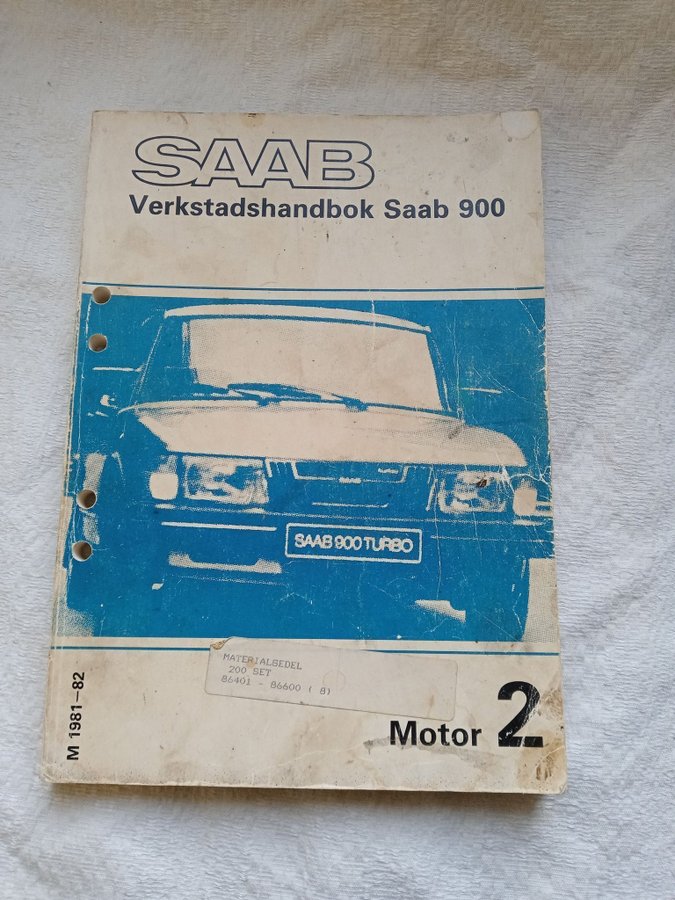 SAAB
Verkstadshandbok Saab 900
SAAB 900 TURBO
MATERIALSEDEL
200 SET
86401 - 86600 ( 8)
M 1981-82
Motor 2